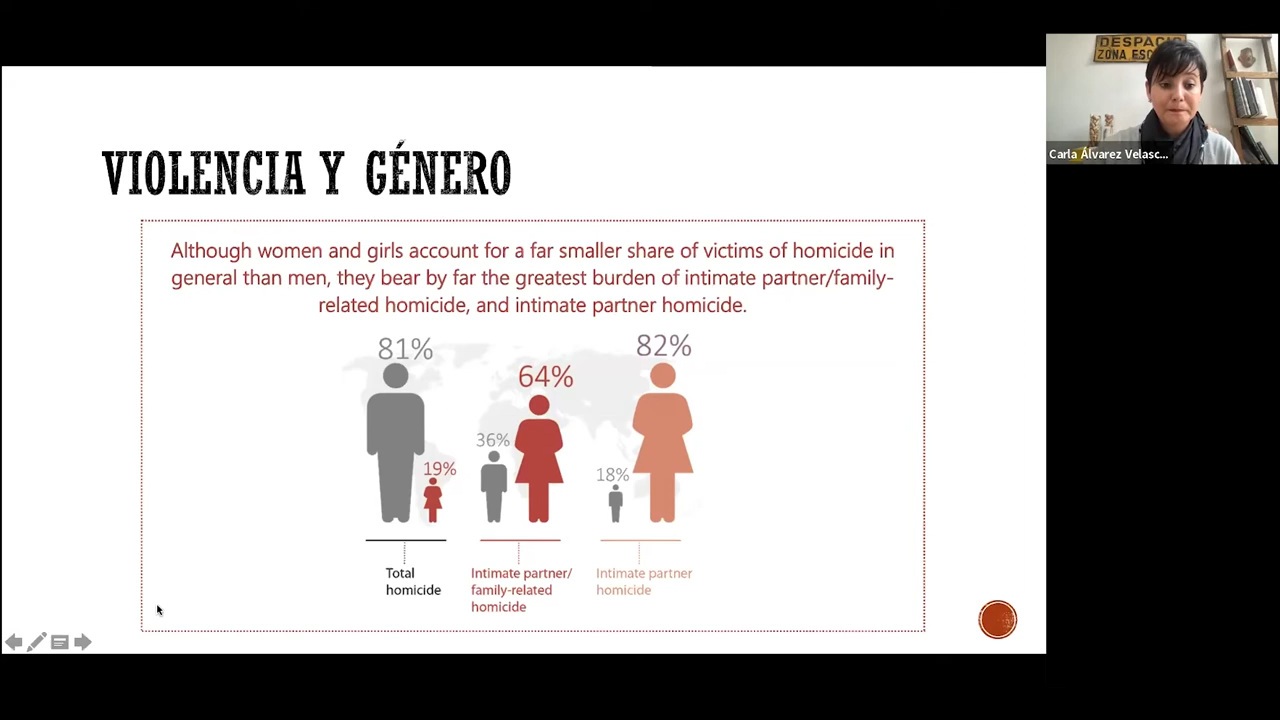 VIOLENCIA Y GÉNERO
Although women and girls account for a far smaller share of victims of homicide in
general than men, they bear by far the greatest burden of intimate partner/family-
related homicide, and intimate partner homicide.
81%
19%
36%
64%
18%
82%
Total
homicide
Intimate partner/
family-related
homicide
Intimate partner
homicide
DESPACIO
Carla Álvarez Velasc...